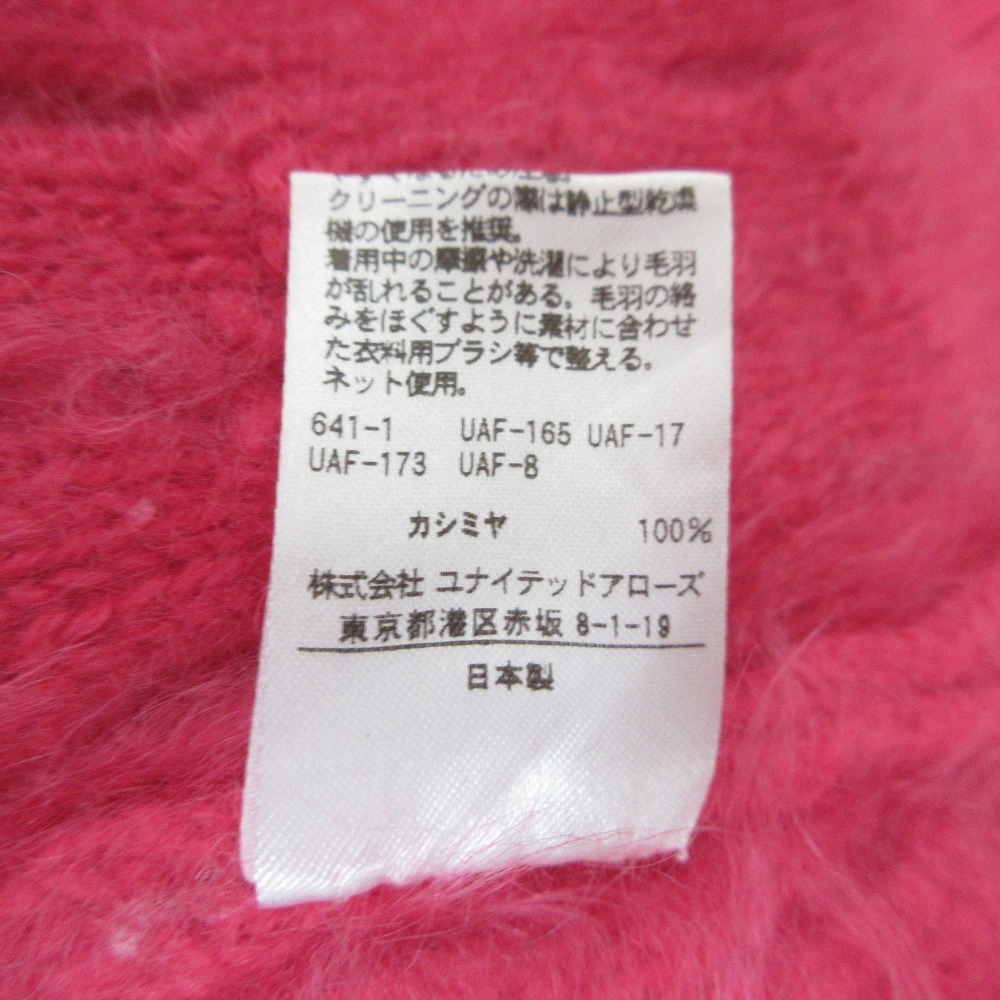 クリーニングの際は静止型乾燥
機の使用を推奨。
着用中の摩擦や洗濯により毛羽
が乱れることがある。毛羽の絡
みをほぐすように素材に合わせ
た衣料用ブラシ等で整える。
ネット使用。
641-1 UAF-165 UAF-17
UAF-173 UAF-8
カシミヤ 100%
株式会社 ユナイテッドアローズ
東京都港区赤坂 8-1-19
日本製